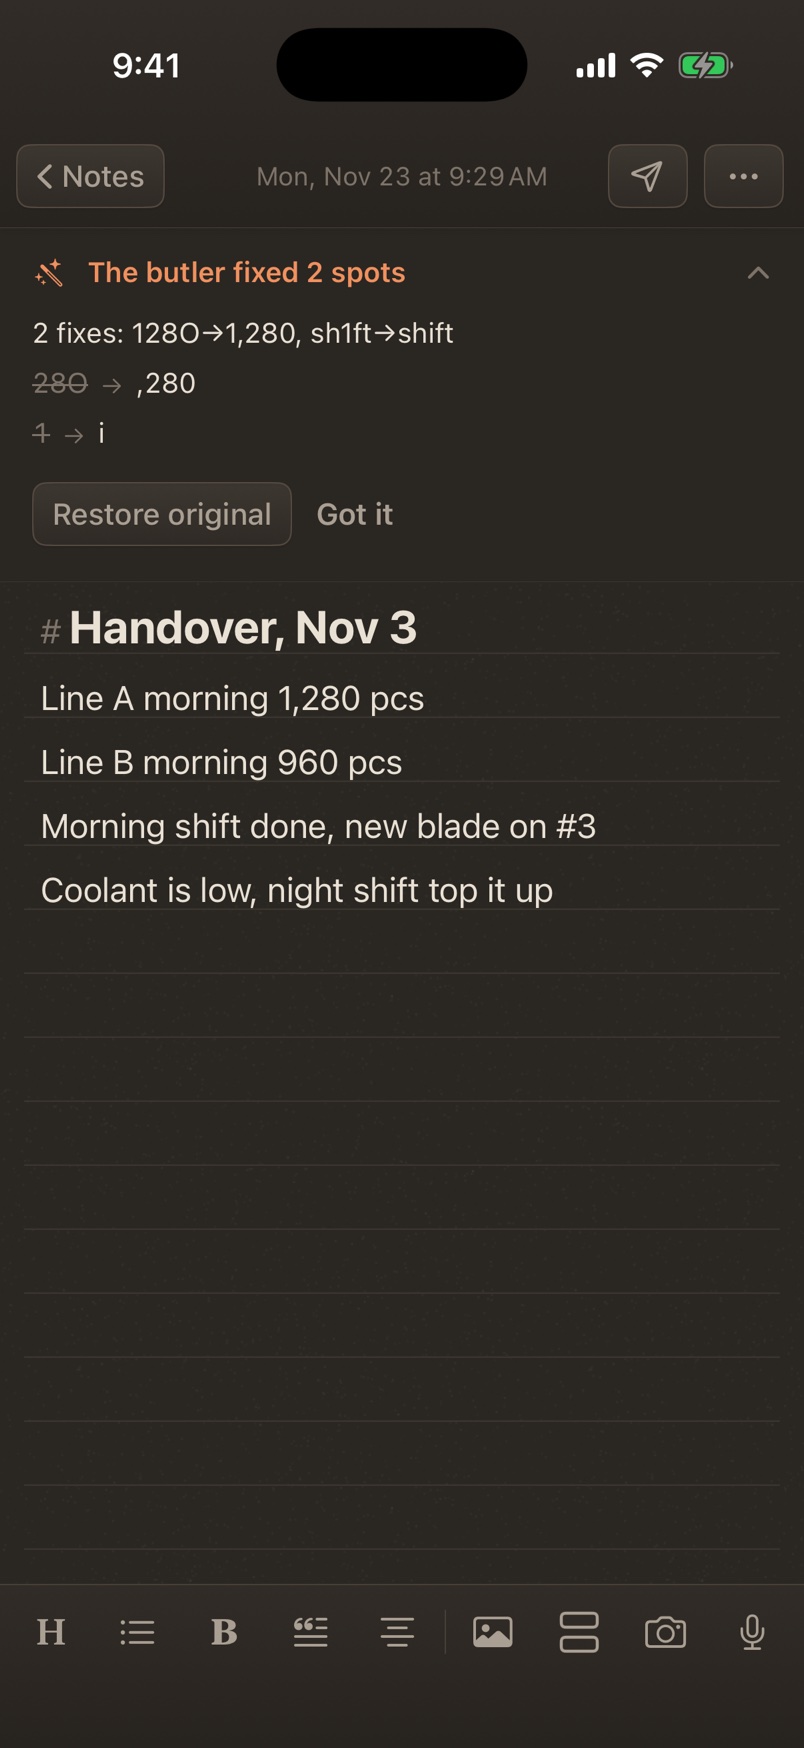 9:41
Notes
Mon, Nov 23 at 9:29 AM
The butler fixed 2 spots
2 fixes: 128O→1,280, sh1ft→shift
28O → ,280
1 → i
Restore original
Got it
# Handover, Nov 3
Line A morning 1,280 pcs
Line B morning 960 pcs
Morning shift done, new blade on #3
Coolant is low, night shift top it up
H
B